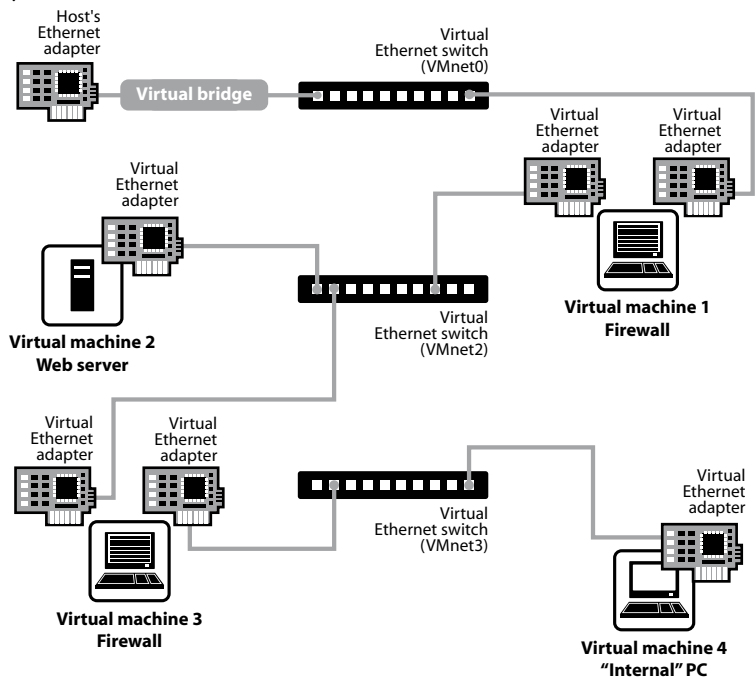 Host's
Ethernet
adapter
Virtual bridge
Virtual
Ethernet switch
(VMnet0)
Virtual
Ethernet
adapter
Virtual
Ethernet
adapter
Virtual machine 1
Firewall
Virtual
Ethernet
adapter
Virtual machine 2
Web server
Virtual
Ethernet switch
(VMnet2)
Virtual
Ethernet
adapter
Virtual
Ethernet
adapter
Virtual machine 3
Firewall
Virtual
Ethernet switch
(VMnet3)
Virtual
Ethernet
adapter
Virtual machine 4
“Internal” PC